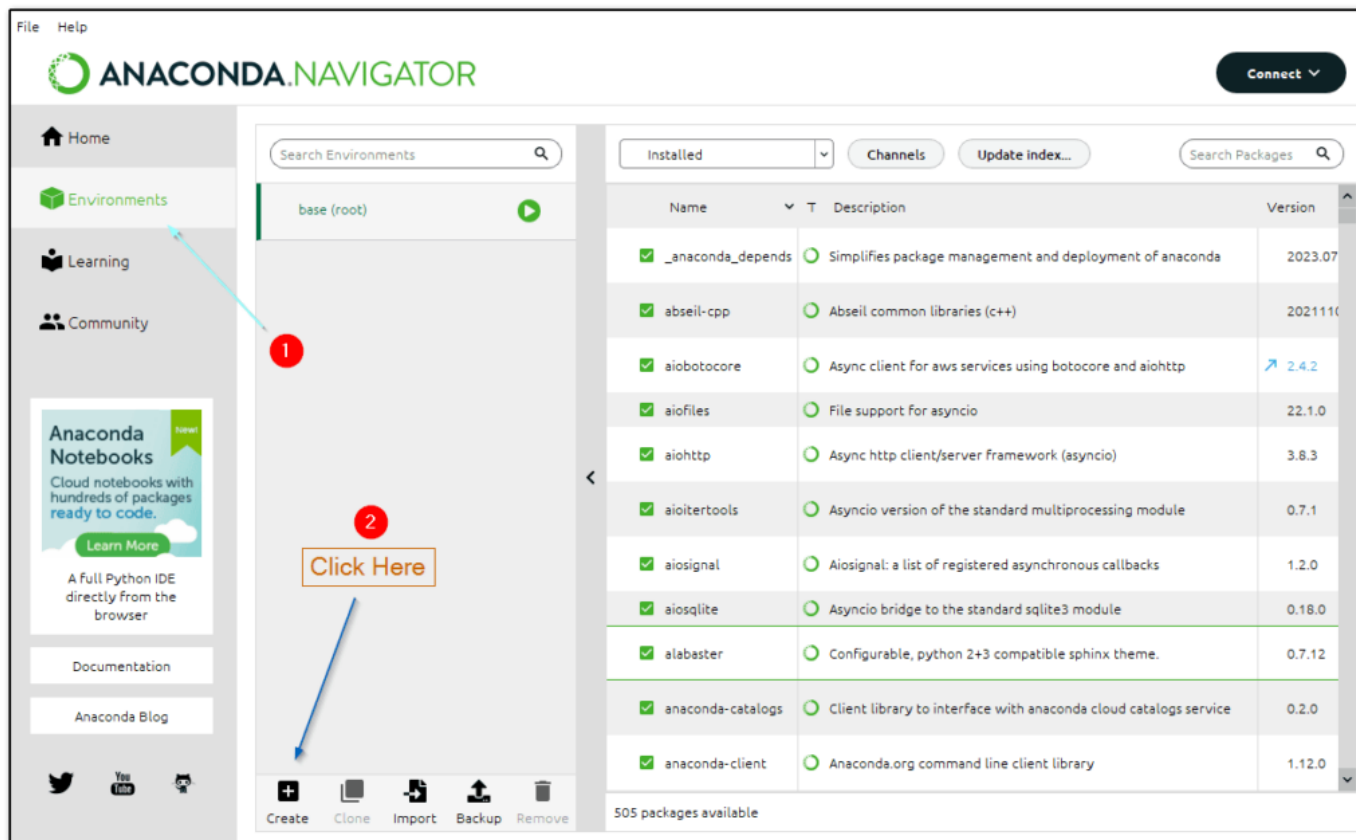 File Help
ANACONDA.NAVIGATOR
Connect
Home
Environments
Learning
Community
Anaconda
Notebooks
New!
Cloud notebooks with
hundreds of packages
ready to code.
Learn More
A full Python IDE
directly from the
browser
Documentation
Anaconda Blog
You
Tube
Search Environments
base (root)
1
2
Click Here
Create Clone Import Backup Remove
Installed Channels Update index... Search Packages
Name T Description Version
_anaconda_depends Simplifies package management and deployment of anaconda 2023.07
abseil-cpp Abseil common libraries (c++) 2021110
aiobotocore Async client for aws services using botocore and aiohttp 2.4.2
aiofiles File support for asyncio 22.1.0
aiohttp Async http client/server framework (asyncio) 3.8.3
aioitertools Asyncio version of the standard multiprocessing module 0.7.1
aiosignal Aiosignal: a list of registered asynchronous callbacks 1.2.0
aiosqlite Asyncio bridge to the standard sqlite3 module 0.18.0
alabaster Configurable, python 2+3 compatible sphinx theme. 0.7.12
anaconda-catalogs Client library to interface with anaconda cloud catalogs service 0.2.0
anaconda-client Anaconda.org command line client library 1.12.0
505 packages available